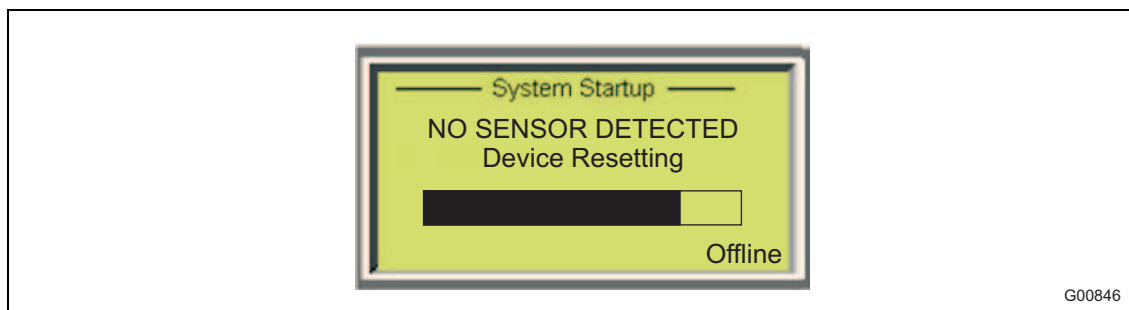 System Startup
NO SENSOR DETECTED
Device Resetting
Offline
G00846